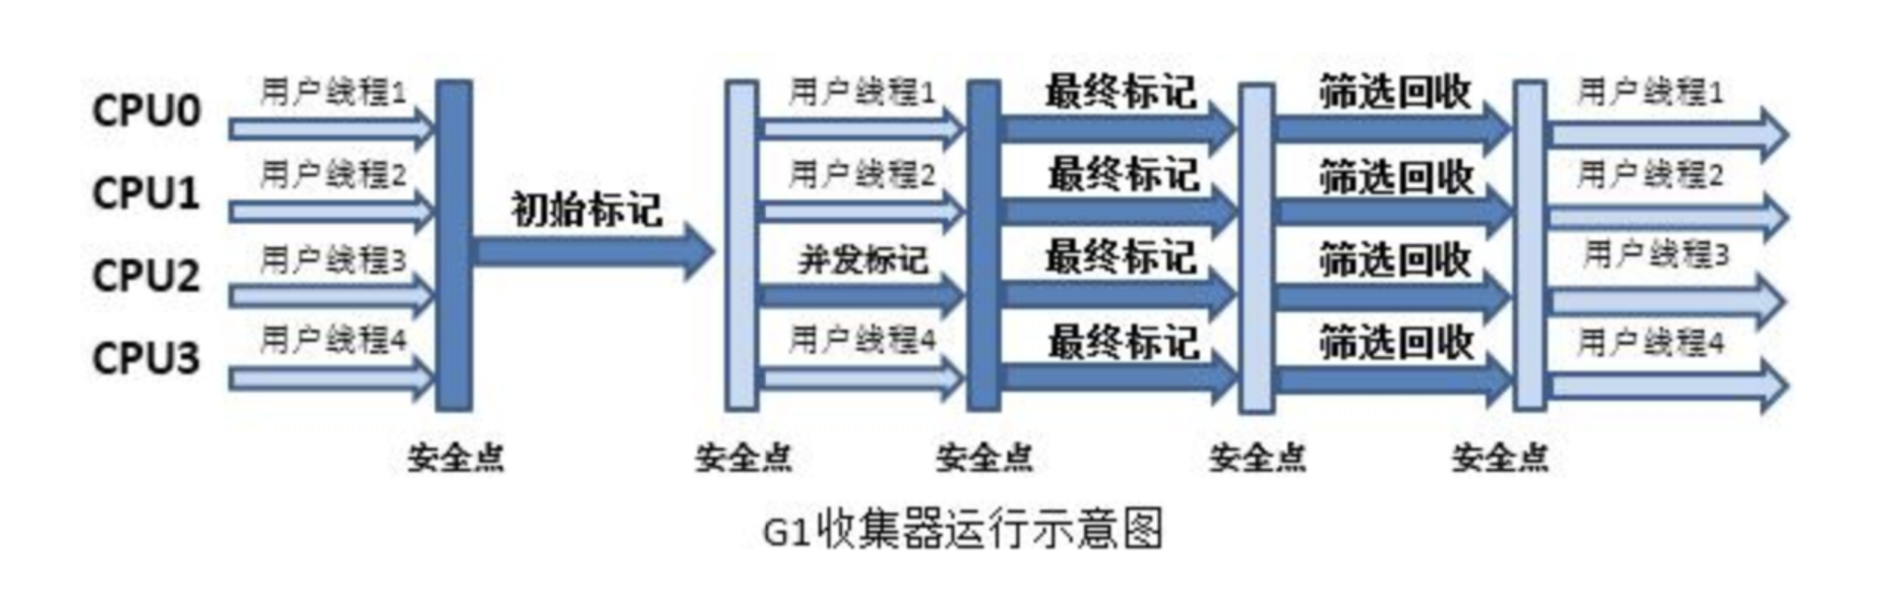 CPU0 用户线程1 用户线程1 最终标记 筛选回收 用户线程1
CPU1 用户线程2 用户线程2 最终标记 筛选回收 用户线程2
初始标记
CPU2 用户线程3 并发标记 最终标记 筛选回收 用户线程3
CPU3 用户线程4 用户线程4 最终标记 筛选回收 用户线程4
安全点 安全点 安全点 安全点 安全点
G1收集器运行示意图